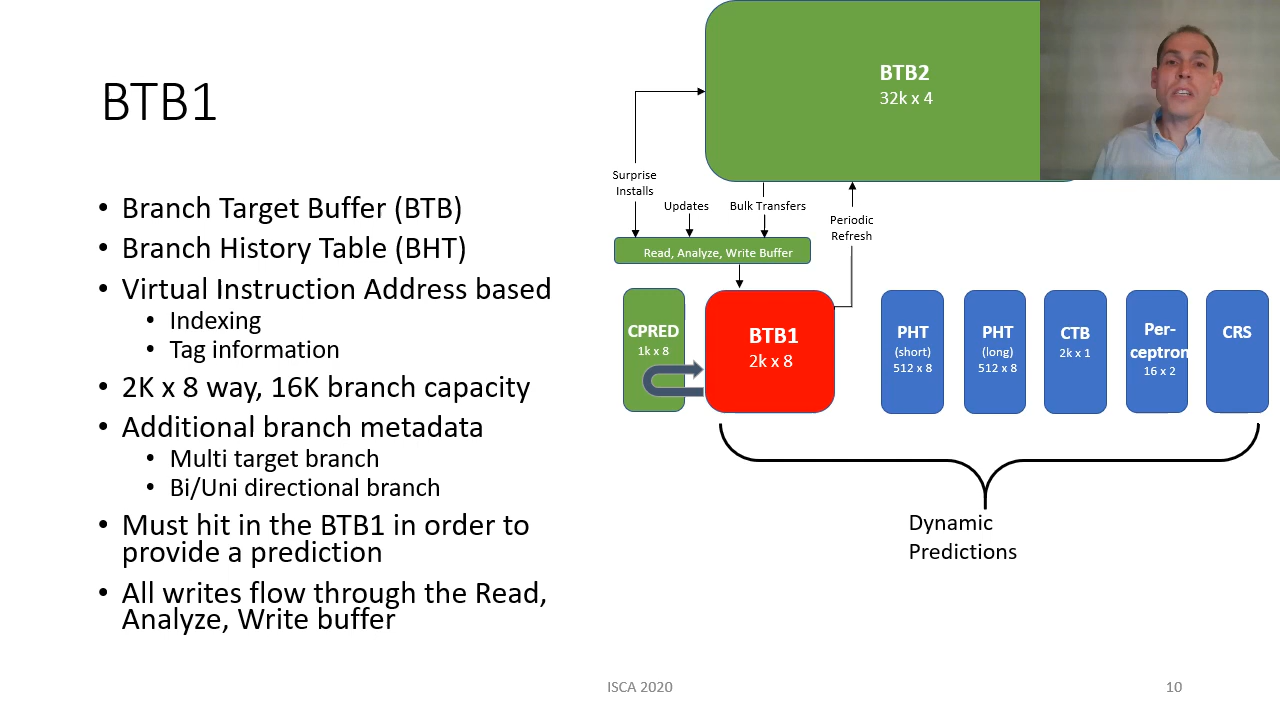 BTB1
• Branch Target Buffer (BTB)
• Branch History Table (BHT)
• Virtual Instruction Address based
• Indexing
• Tag information
• 2K x 8 way, 16K branch capacity
• Additional branch metadata
• Multi target branch
• Bi/Uni directional branch
• Must hit in the BTB1 in order to
provide a prediction
• All writes flow through the Read,
Analyze, Write buffer
BTB2
32k x 4
Surprise
Installs
Updates
Bulk Transfers
Periodic
Refresh
Read, Analyze, Write Buffer
CPRED
1k x 8
BTB1
2k x 8
PHT
(short)
512 x 8
PHT
(long)
512 x 8
CTB
2k x 1
Per-
ceptron
16 x 2
CRS
Dynamic
Predictions
ISCA 2020
10